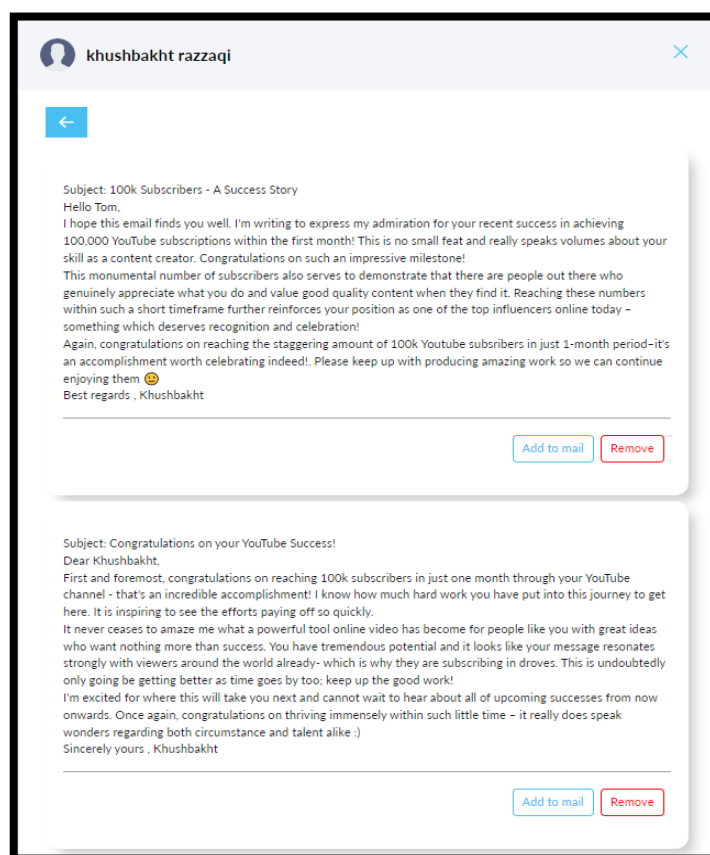 khushbakht razzaqi
Subject: 100k Subscribers - A Success Story
Hello Tom,
I hope this email finds you well. I'm writing to express my admiration for your recent success in achieving
100,000 YouTube subscriptions within the first month! This is no small feat and really speaks volumes about your
skill as a content creator. Congratulations on such an impressive milestone!
This monumental number of subscribers also serves to demonstrate that there are people out there who
genuinely appreciate what you do and value good quality content when they find it. Reaching these numbers
within such a short timeframe further reinforces your position as one of the top influencers online today –
something which deserves recognition and celebration!
Again, congratulations on reaching the staggering amount of 100k Youtube subsribers in just 1-month period–it's
an accomplishment worth celebrating indeed!. Please keep up with producing amazing work so we can continue
enjoying them 🙂
Best regards , Khushbakht
Add to mail Remove
Subject: Congratulations on your YouTube Success!
Dear Khushbakht,
First and foremost, congratulations on reaching 100k subscribers in just one month through your YouTube
channel - that's an incredible accomplishment! I know how much hard work you have put into this journey to get
here. It is inspiring to see the efforts paying off so quickly.
It never ceases to amaze me what a powerful tool online video has become for people like you with great ideas
who want nothing more than success. You have tremendous potential and it looks like your message resonates
strongly with viewers around the world already- which is why they are subscribing in droves. This is undoubtedly
only going be getting better as time goes by too; keep up the good work!
I'm excited for where this will take you next and cannot wait to hear about all of upcoming successes from now
onwards. Once again, congratulations on thriving immensely within such little time – it really does speak
wonders regarding both circumstance and talent alike :)
Sincerely yours , Khushbakht
Add to mail Remove